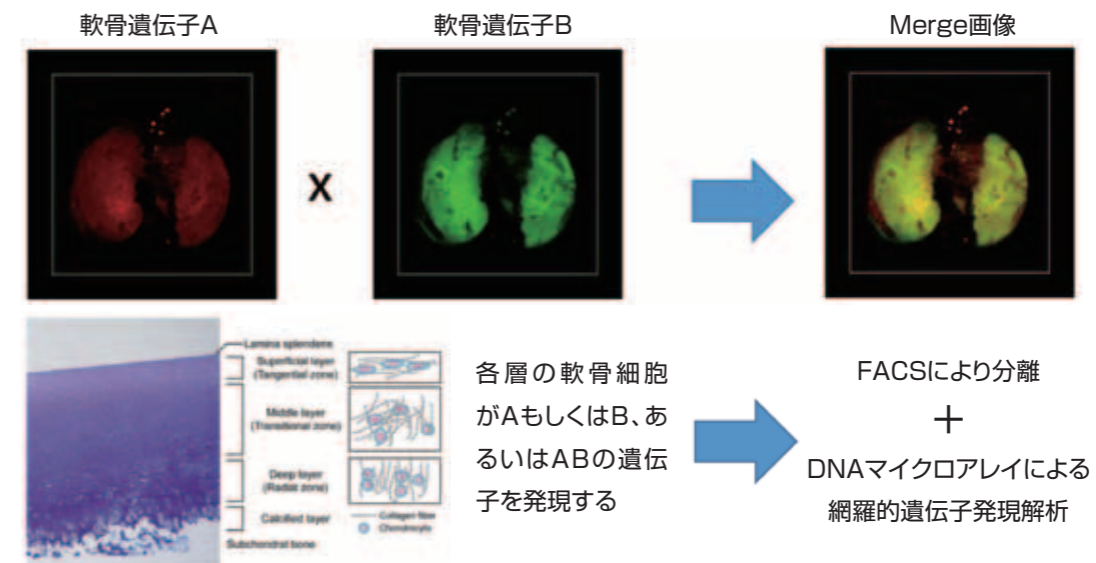 軟骨遺伝子A
軟骨遺伝子B
Merge画像
X
Lamina splendens
Superficial layer
(Tangential zone)
Middle layer
(Transitional zone)
Deep layer
(Radial zone)
Calcified layer
Subchondral bone
Collagen fiber
Chondrocyte
各層の軟骨細胞
がAもしくはB、あ
るいはABの遺伝
子を発現する
FACSにより分離
+
DNAマイクロアレイによる
網羅的遺伝子発現解析